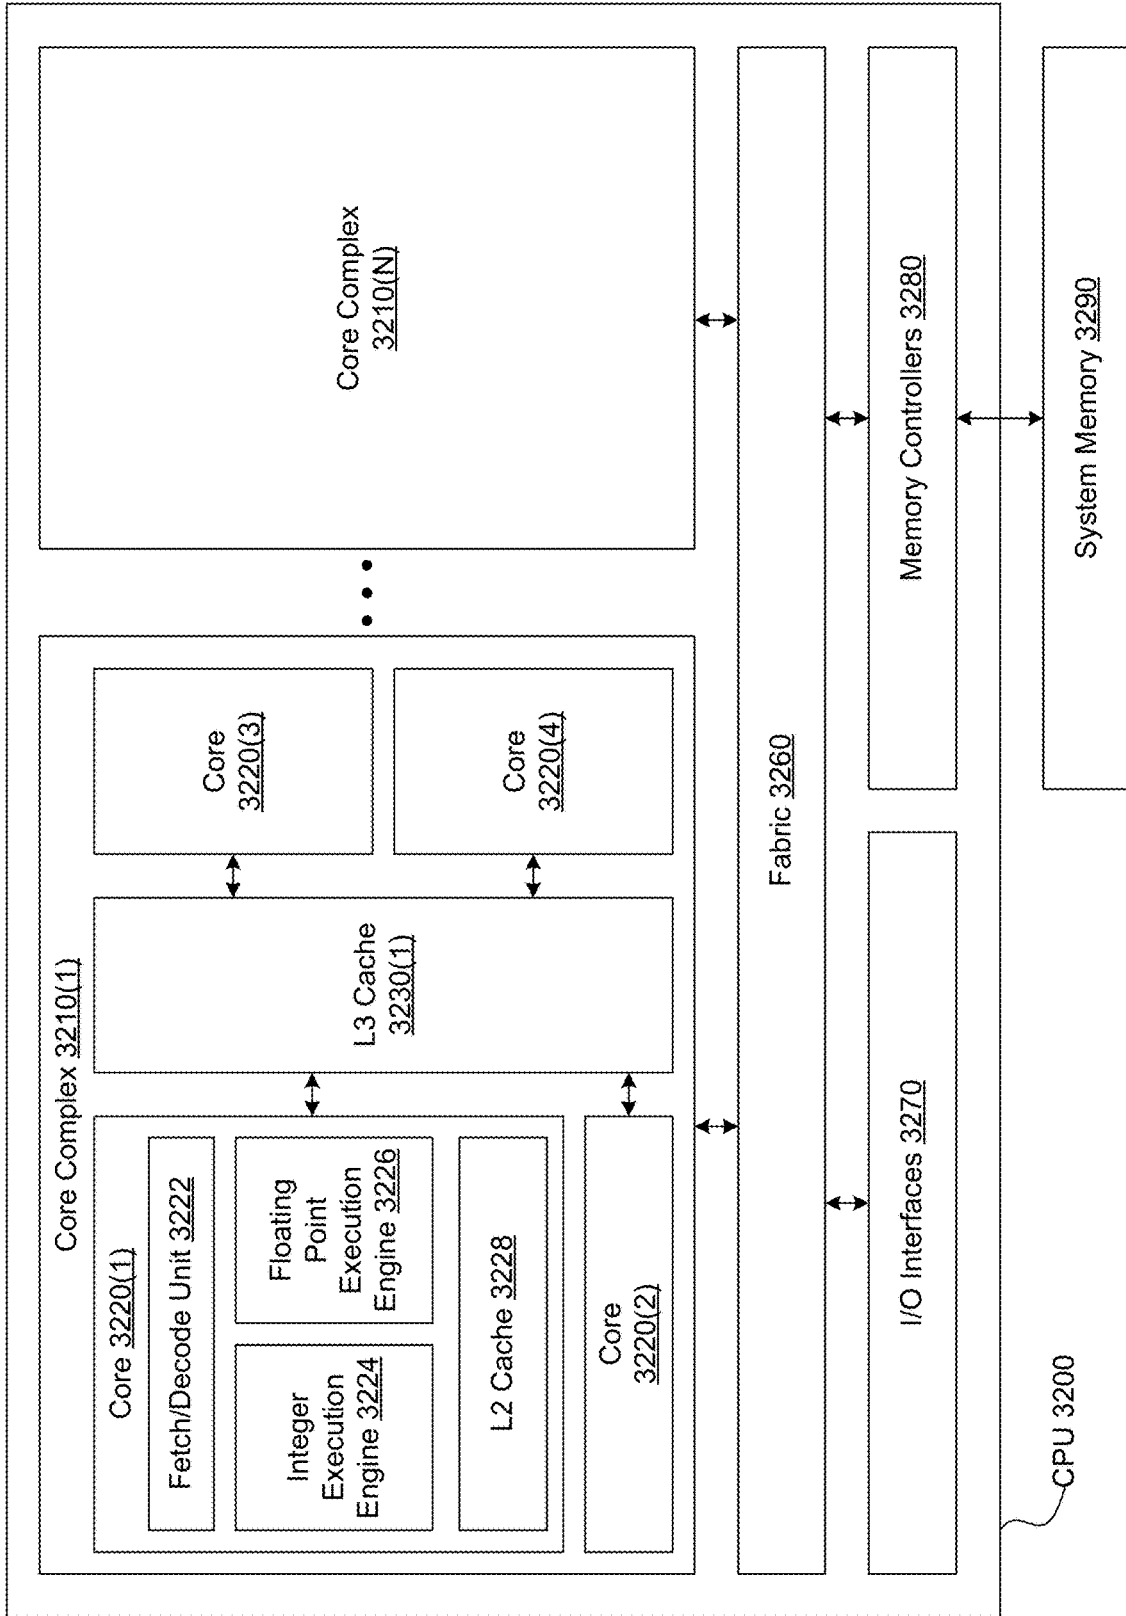 Core Complex 3210(1)
Core 3220(1)
Fetch/Decode Unit 3222
Integer
Execution
Engine 3224
Floating
Point
Execution
Engine 3226
L2 Cache 3228
Core
3220(2)
L3 Cache
3230(1)
Core
3220(3)
Core
3220(4)
Core Complex
3210(N)
Fabric 3260
I/O Interfaces 3270
Memory Controllers 3280
CPU 3200
System Memory 3290